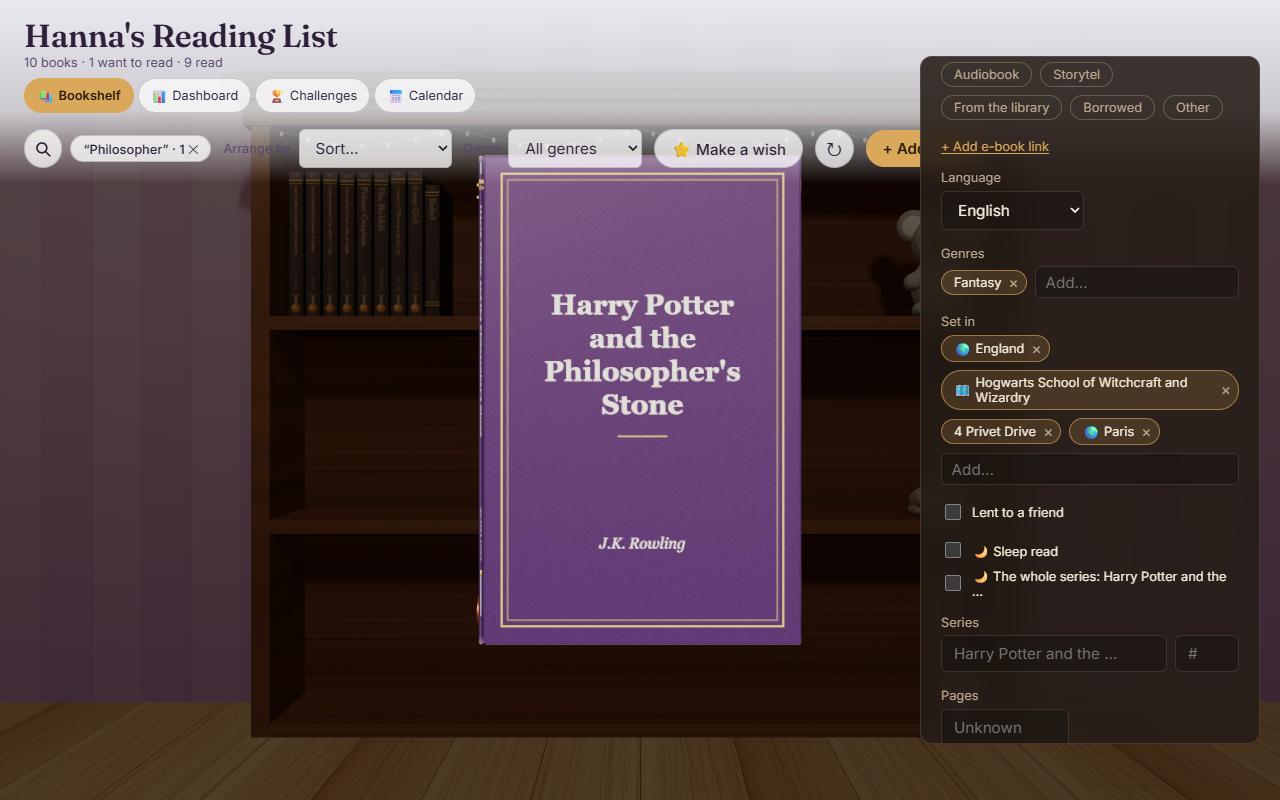 Hanna's Reading List
10 books · 1 want to read · 9 read
Bookshelf
Dashboard
Challenges
Calendar
“Philosopher” · 1 ×
Arrange by
Sort...
Genre
All genres
Make a wish
↻
+ Add
The Hobbit
Harry Potter
and the
Philosopher's
Stone
J.K. Rowling
Audiobook
Storytel
From the library
Borrowed
Other
+ Add e-book link
Language
English
Genres
Fantasy ×
Add...
Set in
England ×
Hogwarts School of Witchcraft and
Wizardry ×
4 Privet Drive ×
Paris ×
Add...
Lent to a friend
Sleep read
The whole series: Harry Potter and the
...
Series
Harry Potter and the ...
#
Pages
Unknown